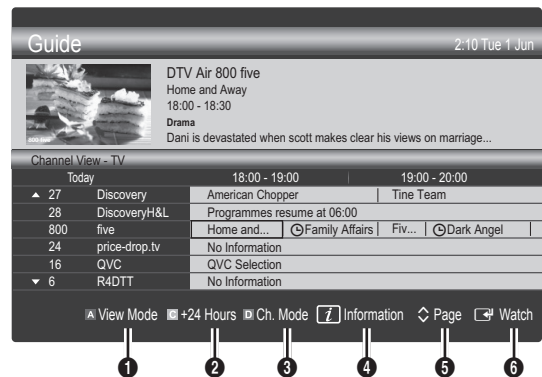 Guide 2:10 Tue 1 Jun
DTV Air 800 five
Home and Away
18:00 - 18:30
Drama
Dani is devastated when scott makes clear his views on marriage...
Channel View - TV
Today 18:00 - 19:00 19:00 - 20:00
▲ 27 Discovery American Chopper Tine Team
28 DiscoveryH&L Programmes resume at 06:00
800 five Home and... Family Affairs Fiv... Dark Angel
24 price-drop.tv No Information
16 QVC QVC Selection
▼ 6 R4DTT No Information
A View Mode C +24 Hours D Ch. Mode i Information Page Watch
1 2 3 4 5 6